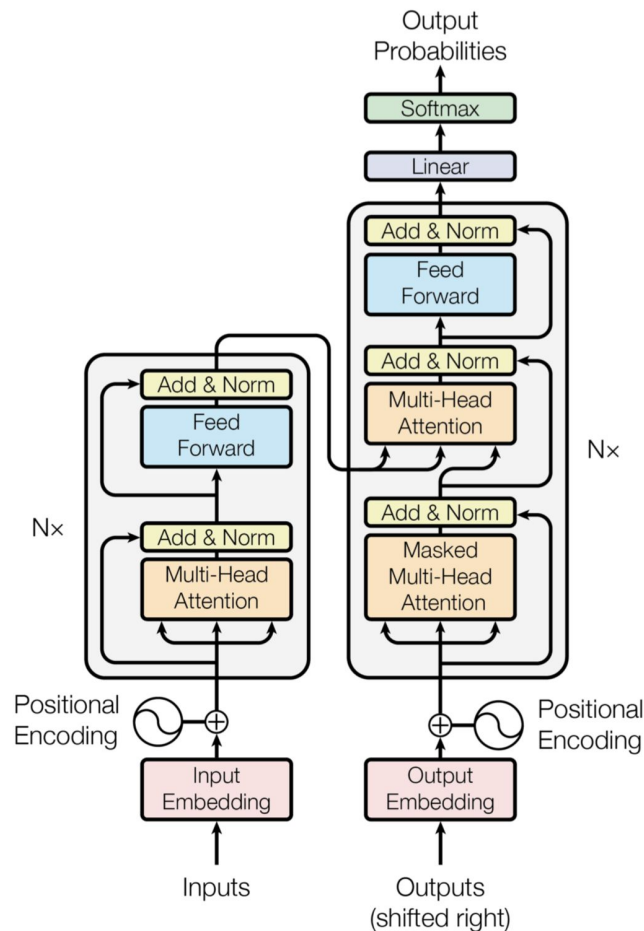 Output
Probabilities
Softmax
Linear
Add & Norm
Feed
Forward
Add & Norm
Multi-Head
Attention
Add & Norm
Masked
Multi-Head
Attention
N×
Add & Norm
Feed
Forward
Add & Norm
Multi-Head
Attention
N×
Positional
Encoding
Positional
Encoding
Input
Embedding
Output
Embedding
Inputs
Outputs
(shifted right)